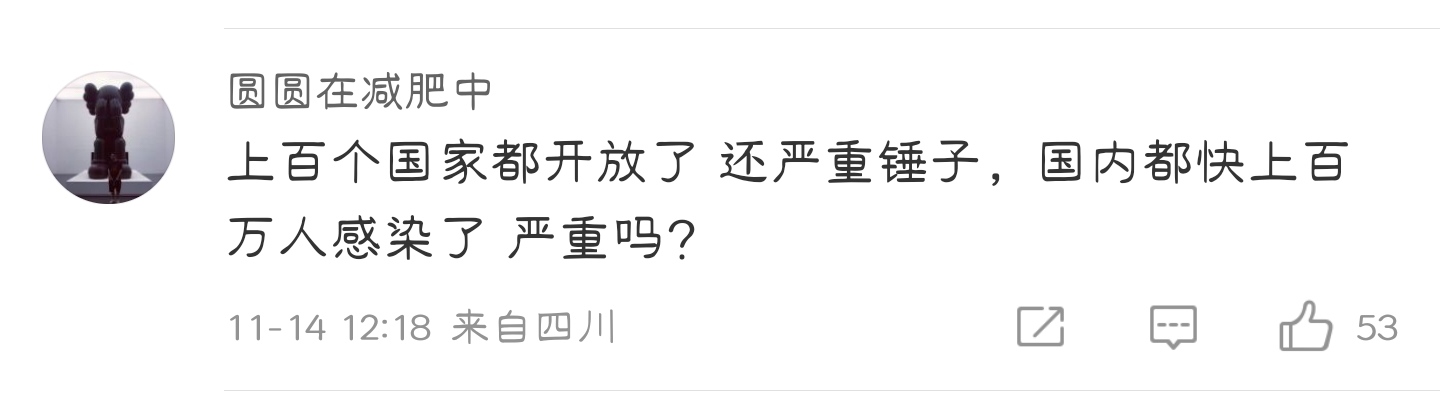 圆圆在减肥中
上百个国家都开放了 还严重锤子，国内都快上百
万人感染了 严重吗？
11-14 12:18 来自四川
53